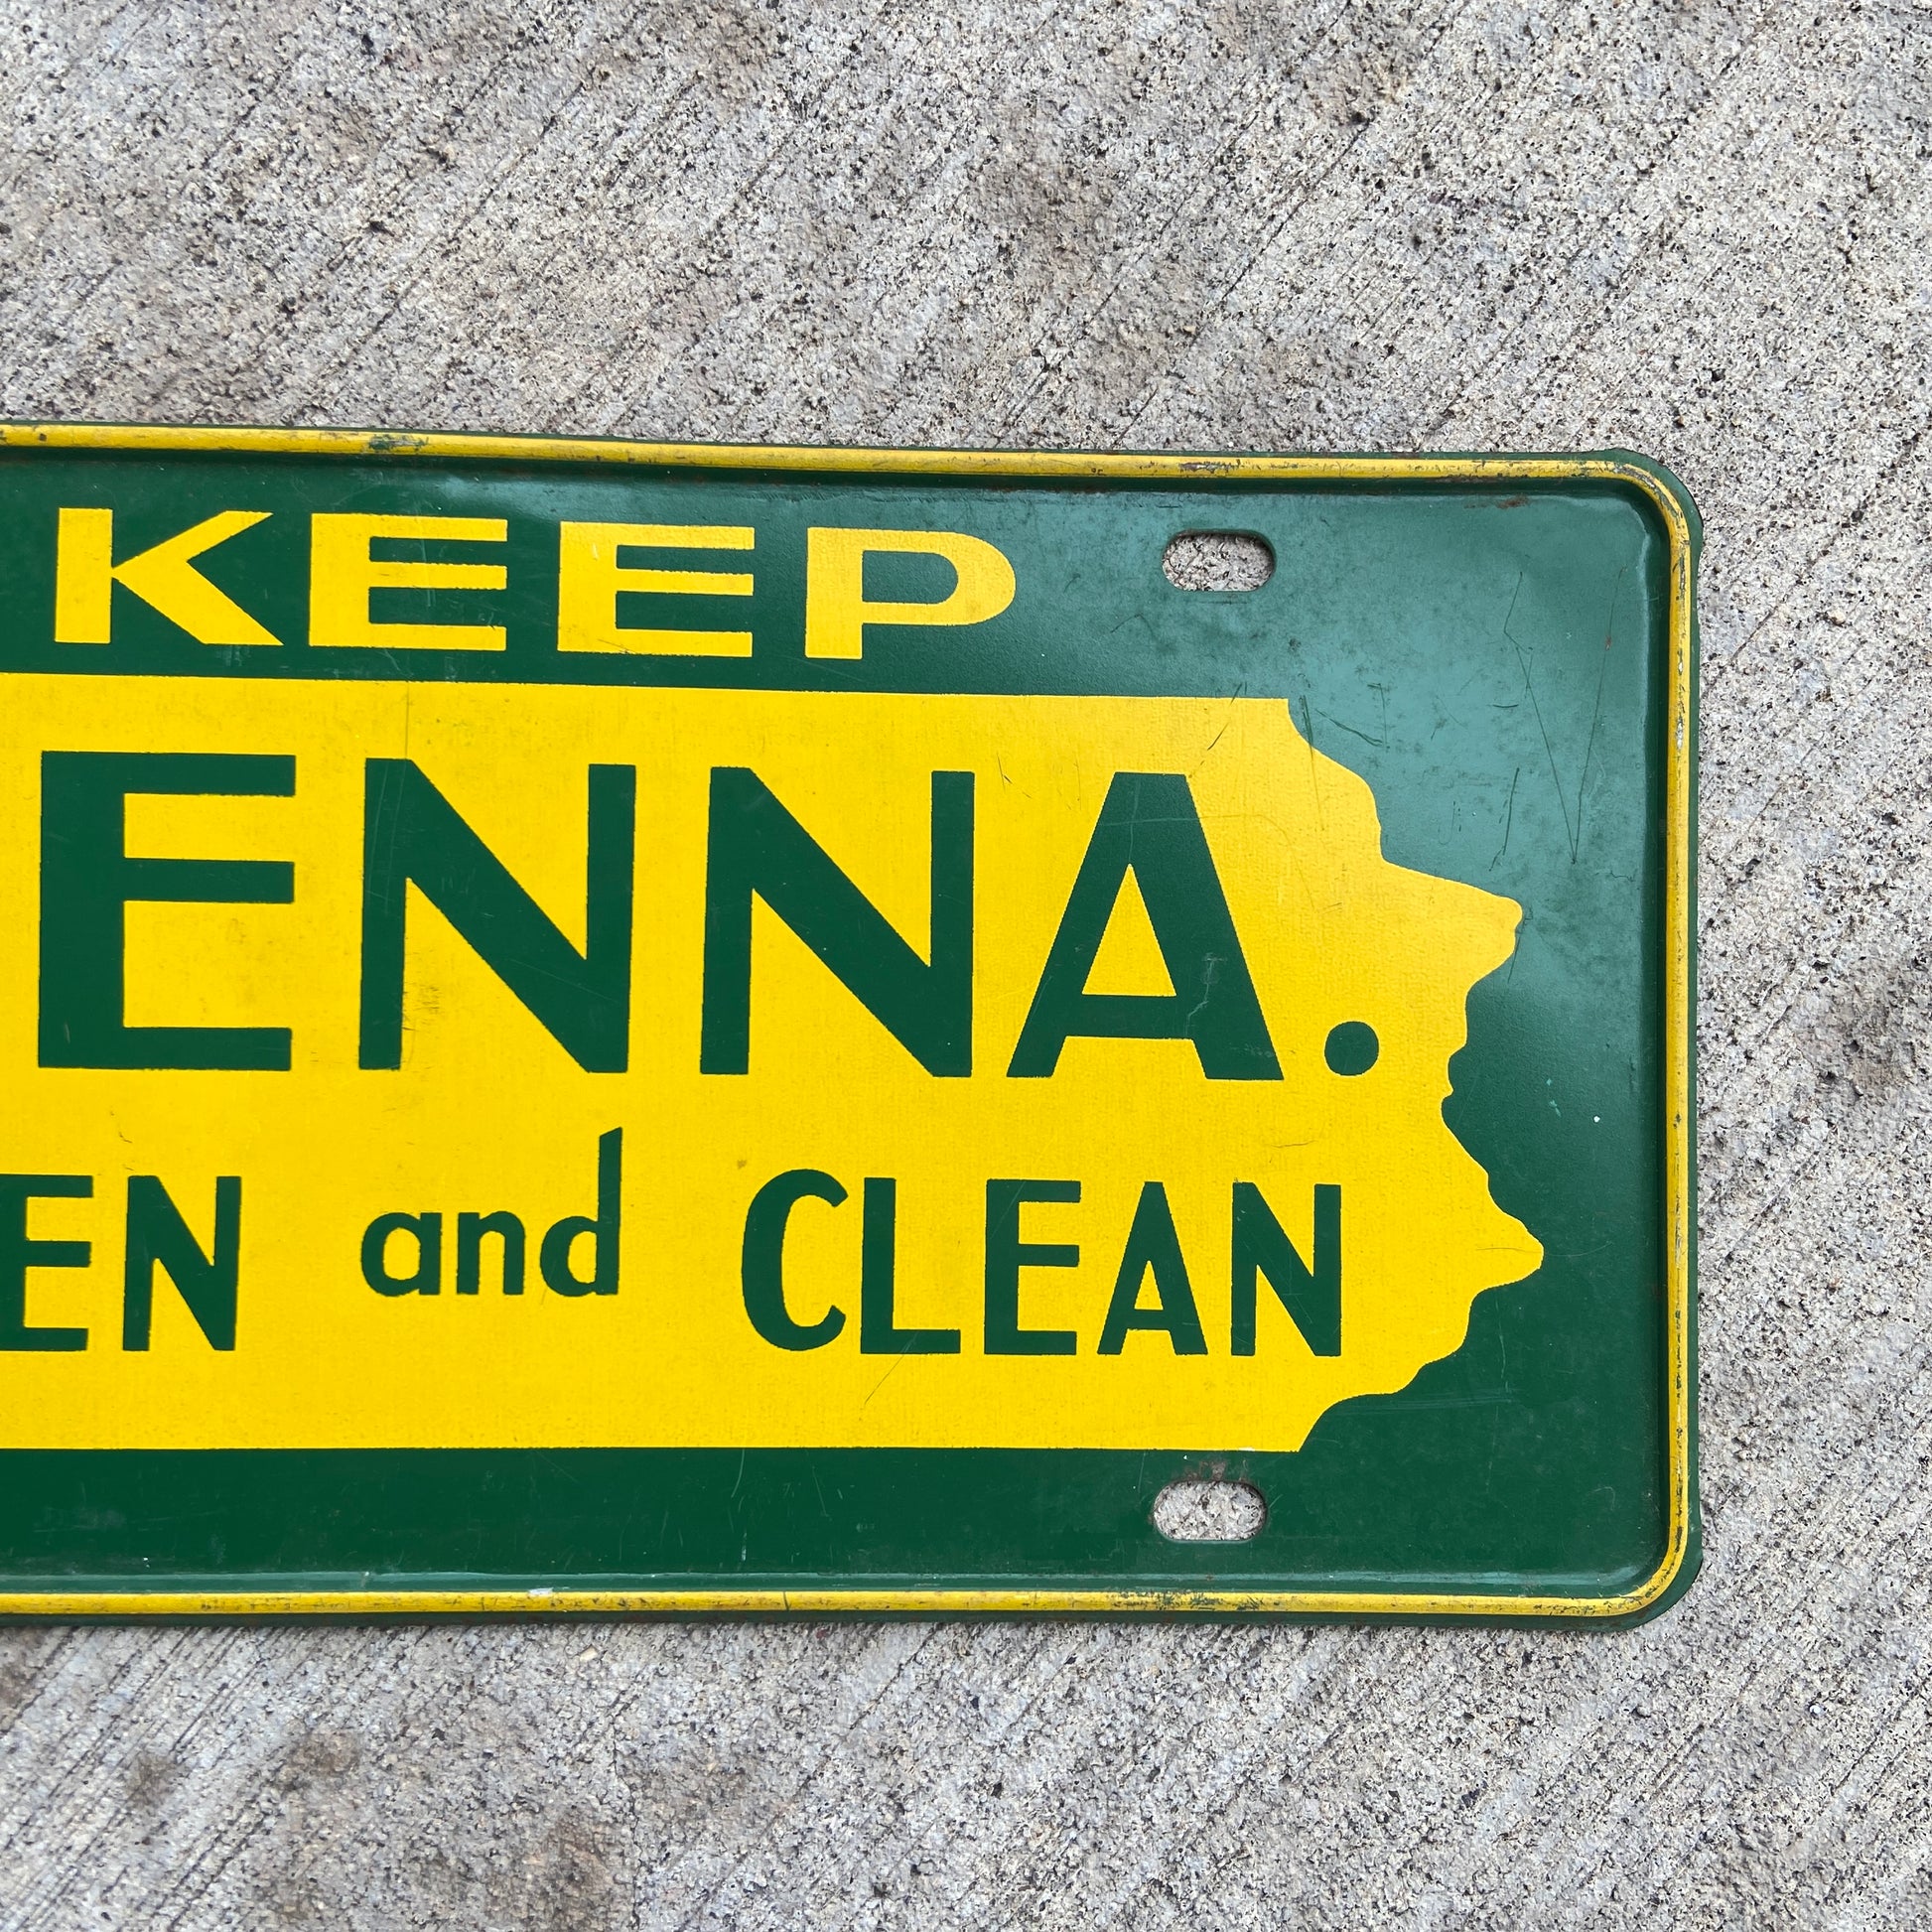 KEEP
ENNA.
EN and CLEAN